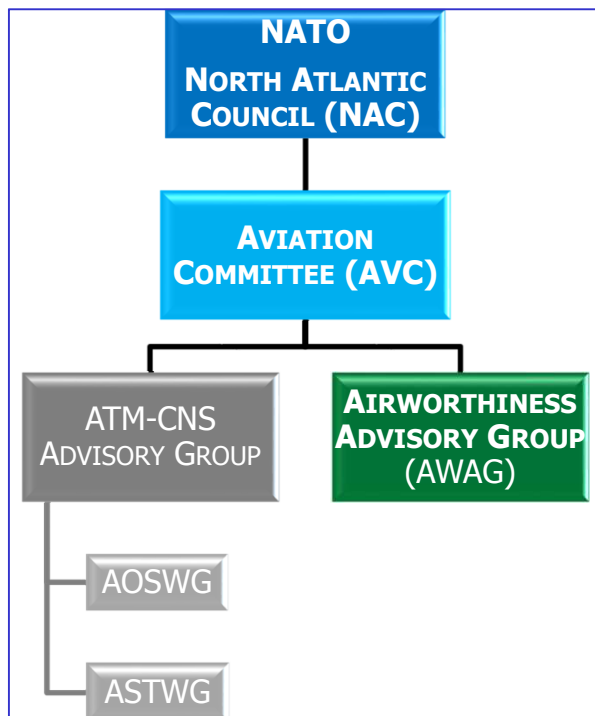 NATO
NORTH ATLANTIC
COUNCIL (NAC)
AVIATION
COMMITTEE (AVC)
ATM-CNS
ADVISORY GROUP
AIRWORTHINESS
ADVISORY GROUP
(AWAG)
AOSWG
ASTWG